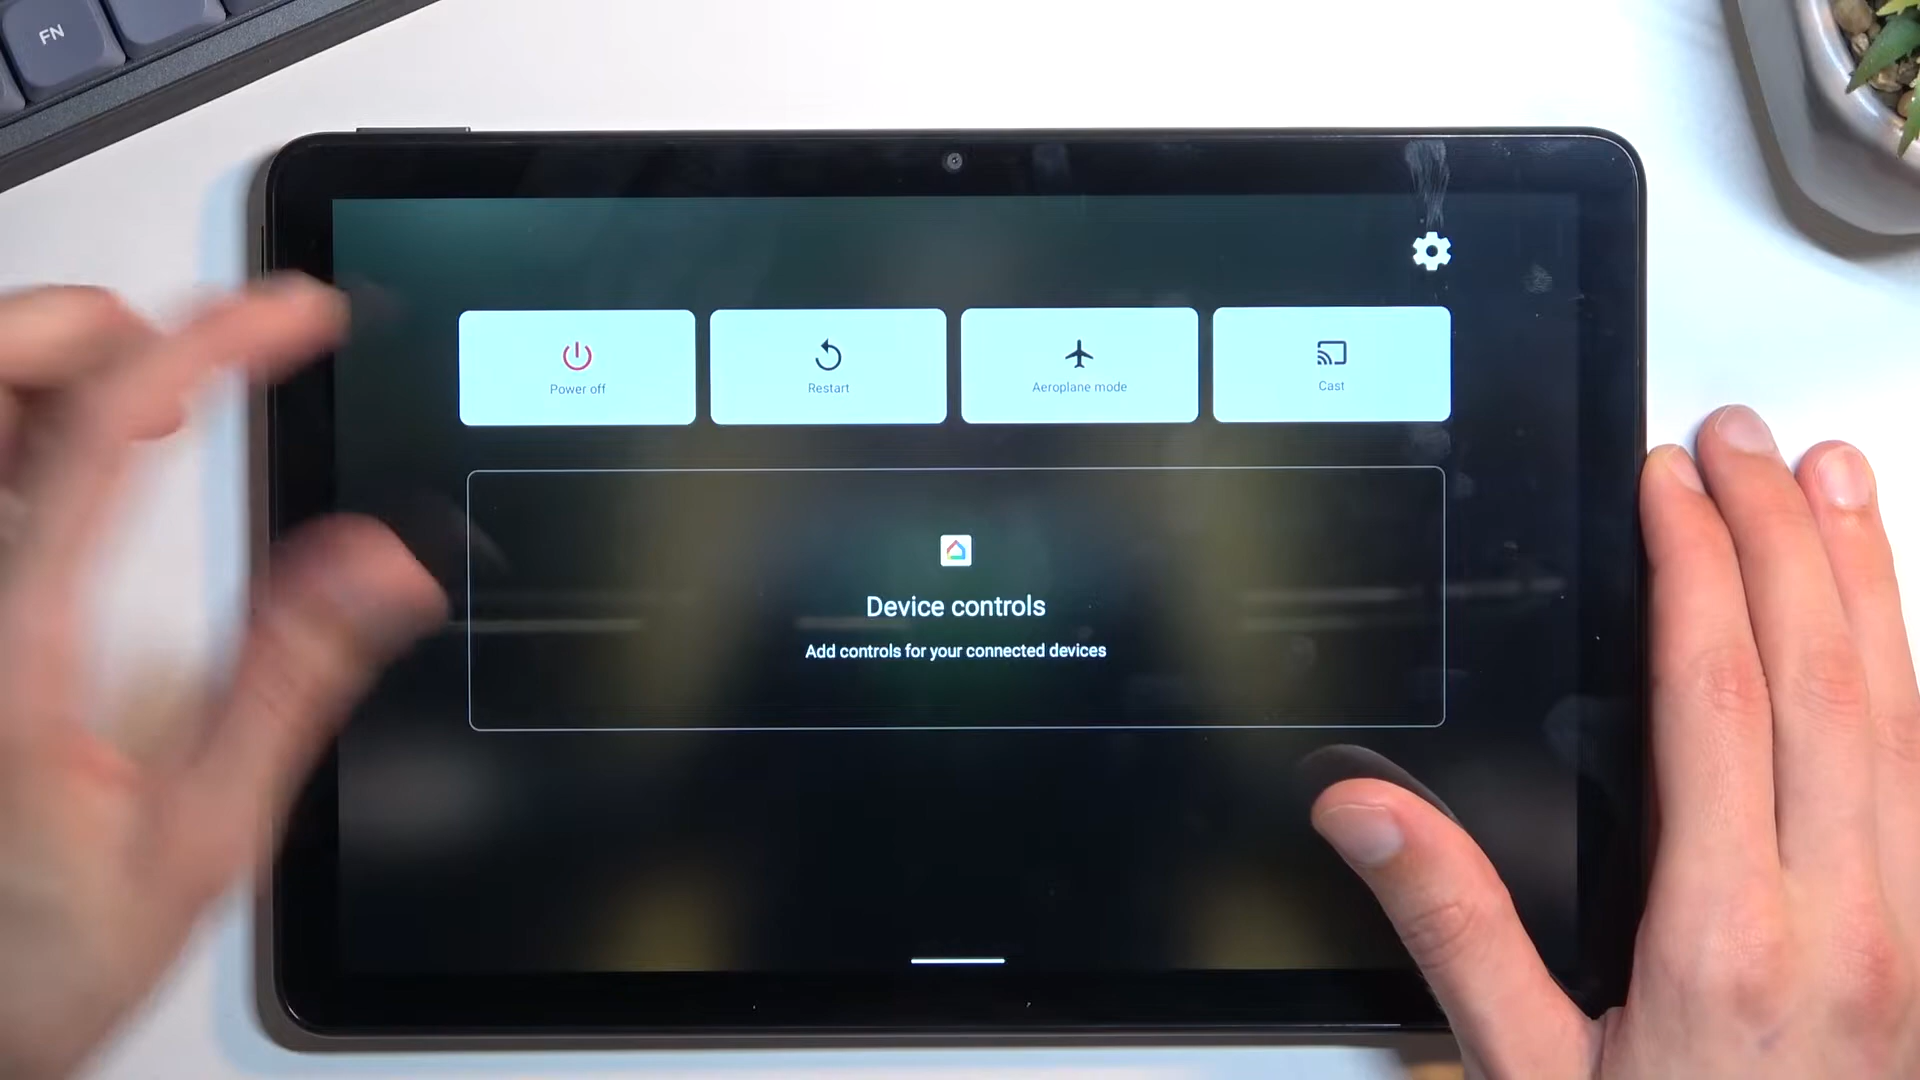 FN
Power off
Restart
Aeroplane mode
Cast
Device controls
Add controls for your connected devices